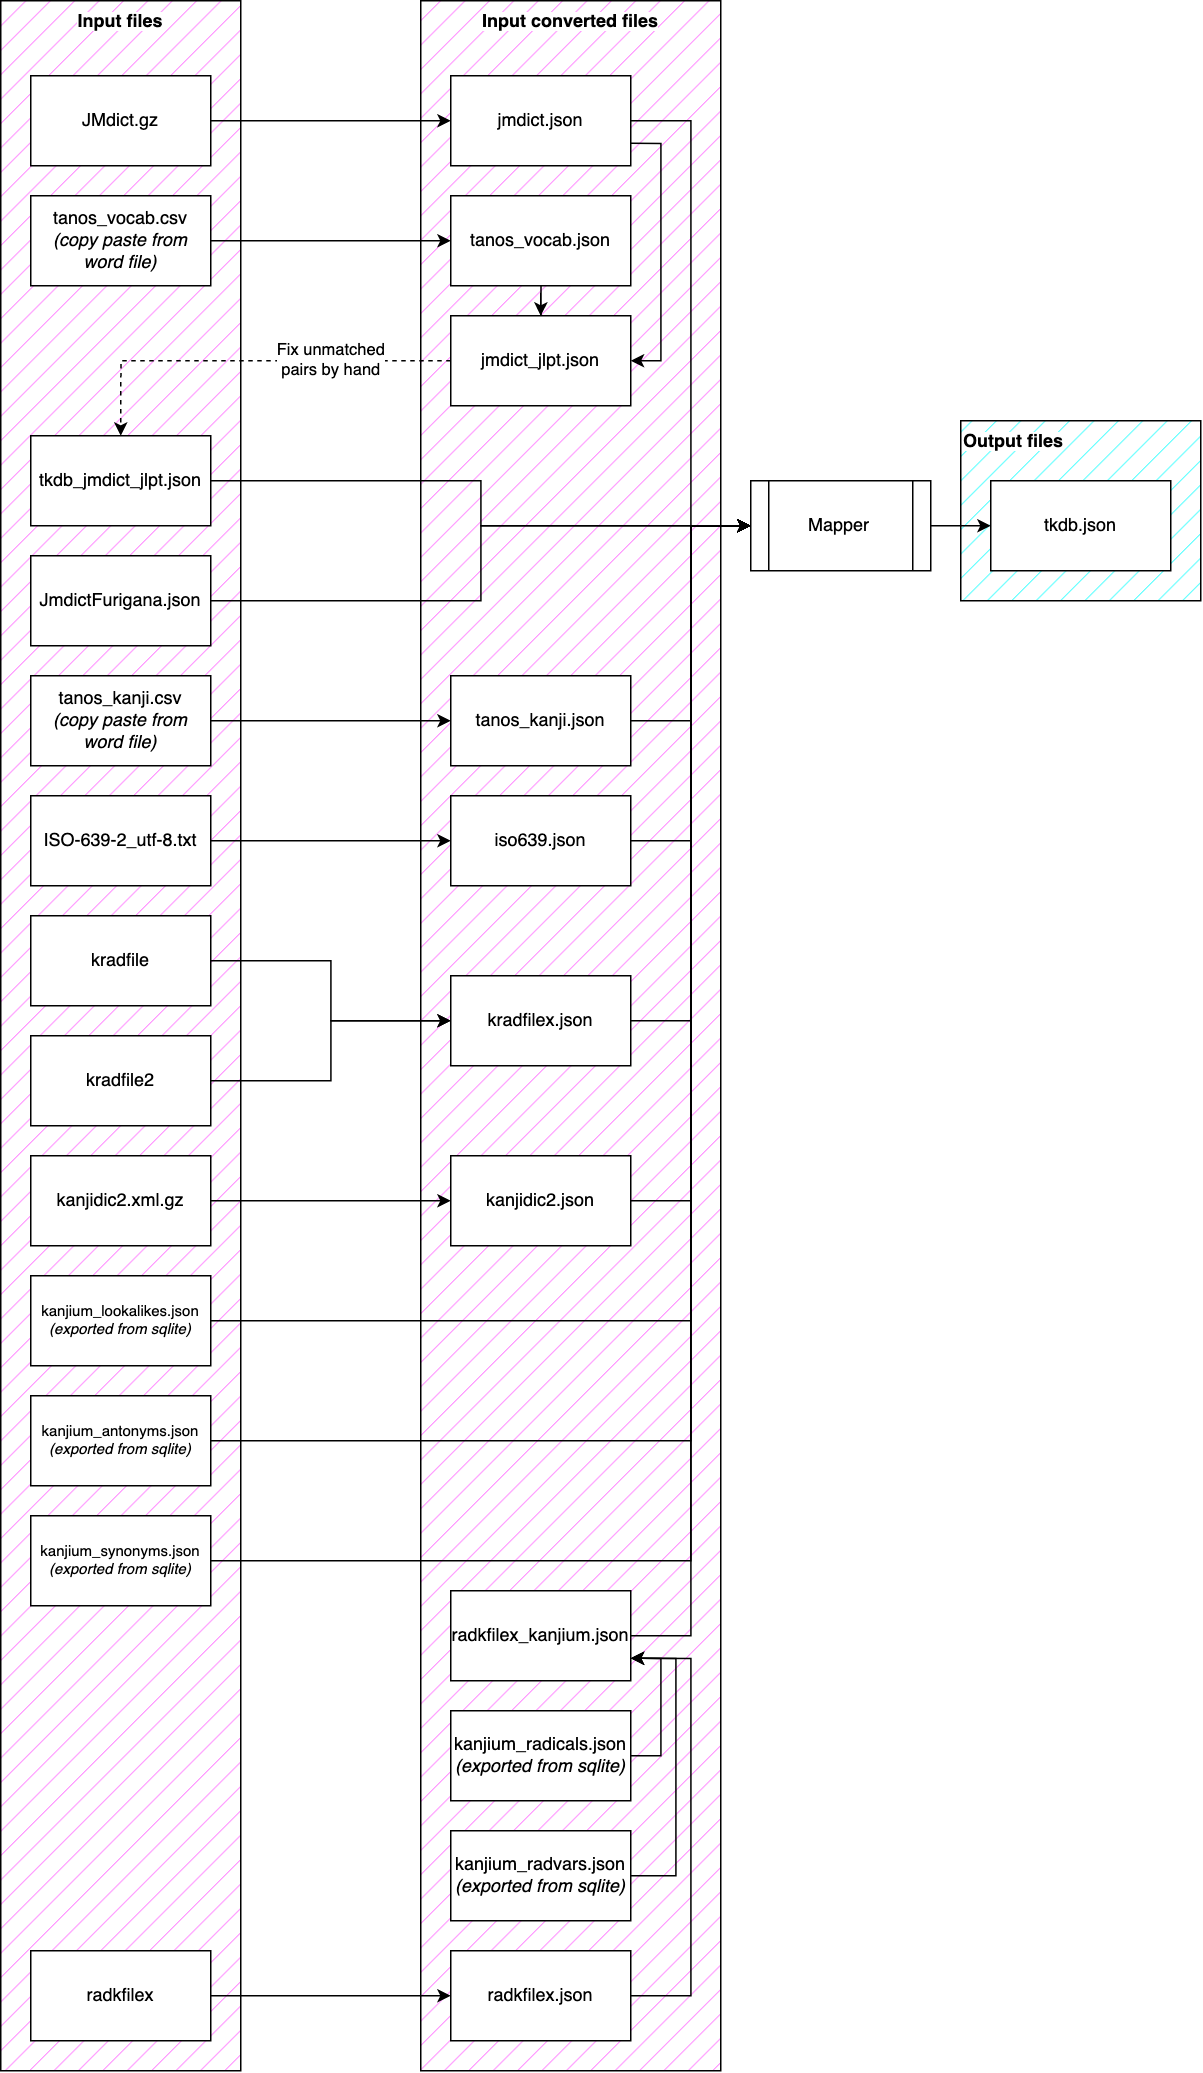 Input files
Input converted files
JMdict.gz
jmdict.json
tanos_vocab.csv
(copy paste from
word file)
tanos_vocab.json
Fix unmatched
pairs by hand
jmdict_jlpt.json
Output files
tkdb_jmdict_jlpt.json
Mapper
tkdb.json
JmdictFurigana.json
tanos_kanji.csv
(copy paste from
word file)
tanos_kanji.json
ISO-639-2_utf-8.txt
iso639.json
kradfile
kradfilex.json
kradfile2
kanjidic2.xml.gz
kanjidic2.json
kanjium_lookalikes.json
(exported from sqlite)
kanjium_antonyms.json
(exported from sqlite)
kanjium_synonyms.json
(exported from sqlite)
radkfilex_kanjium.json
kanjium_radicals.json
(exported from sqlite)
kanjium_radvars.json
(exported from sqlite)
radkfilex
radkfilex.json